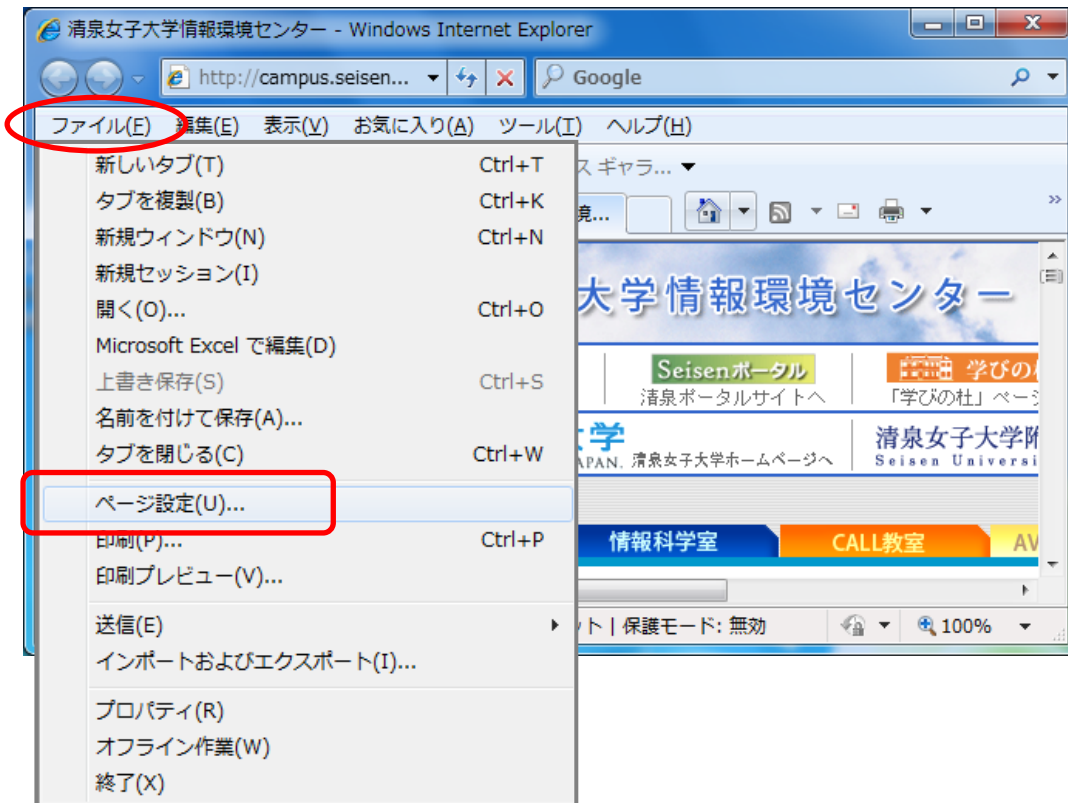 清泉女子大学情報環境センター - Windows Internet Explorer
http://campus.seisen... Google
ファイル(F) 編集(E) 表示(V) お気に入り(A) ツール(T) ヘルプ(H)
新しいタブ(T) Ctrl+T
ス ギャラ...
タブを複製(B) Ctrl+K
境...
新規ウィンドウ(N) Ctrl+N
新規セッション(I)
開く(O)... Ctrl+O
Microsoft Excel で編集(D)
上書き保存(S) Ctrl+S
名前を付けて保存(A)...
タブを閉じる(C) Ctrl+W
ページ設定(U)...
印刷(P)... Ctrl+P
印刷プレビュー(V)...
送信(E)
インポートおよびエクスポート(I)...
プロパティ(R)
オフライン作業(W)
終了(X)
大学情報環境センター
Seisenポータル 学びの
清泉ポータルサイトへ 「学びの杜」ページ
学 清泉女子大学附
APAN. 清泉女子大学ホームページへ Seisen Universi
情報科学室 CALL教室 AV
ット | 保護モード: 無効 100%